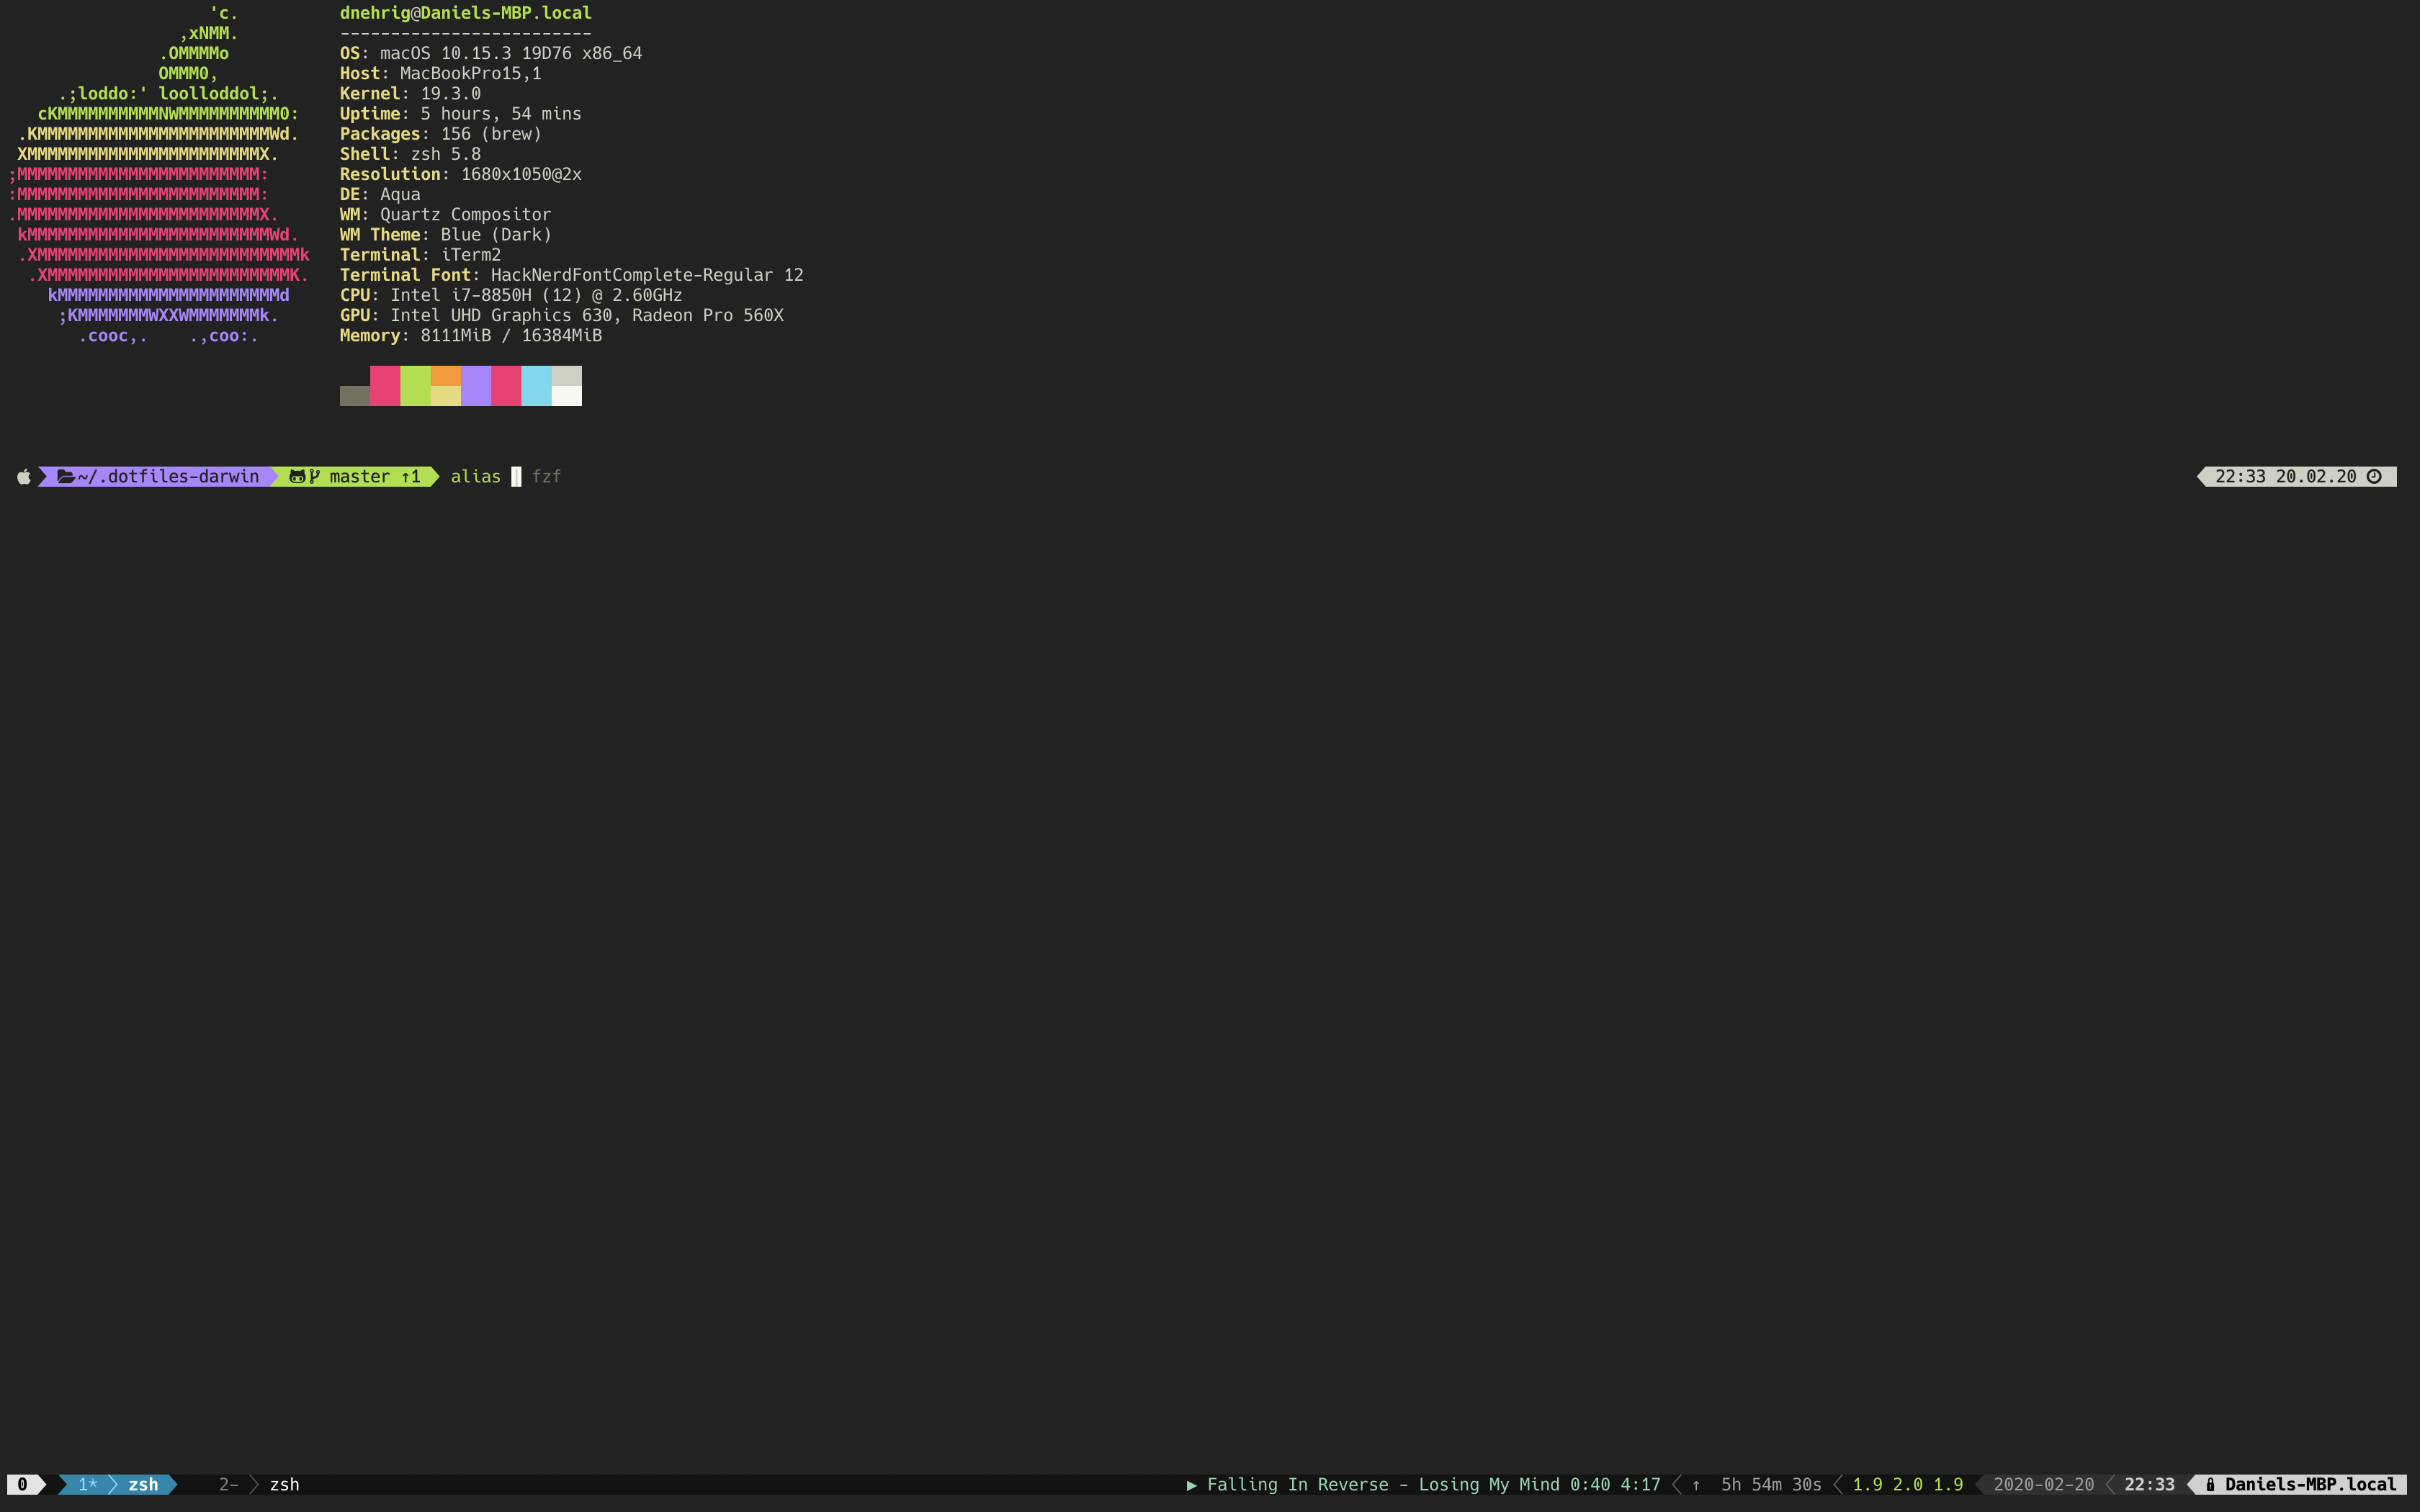 'c.          dnehrig@Daniels-MBP.local
                 ,xNMM.          -------------------------
               .OMMMMo           OS: macOS 10.15.3 19D76 x86_64
               OMMM0,            Host: MacBookPro15,1
     .;loddo:' loolloddol;.      Kernel: 19.3.0
   cKMMMMMMMMMMNWMMMMMMMMMM0:    Uptime: 5 hours, 54 mins
 .KMMMMMMMMMMMMMMMMMMMMMMMWd.    Packages: 156 (brew)
 XMMMMMMMMMMMMMMMMMMMMMMMX.      Shell: zsh 5.8
;MMMMMMMMMMMMMMMMMMMMMMMM:       Resolution: 1680x1050@2x
:MMMMMMMMMMMMMMMMMMMMMMMM:       DE: Aqua
.MMMMMMMMMMMMMMMMMMMMMMMMX.      WM: Quartz Compositor
 kMMMMMMMMMMMMMMMMMMMMMMMMWd.    WM Theme: Blue (Dark)
 .XMMMMMMMMMMMMMMMMMMMMMMMMMMk   Terminal: iTerm2
  .XMMMMMMMMMMMMMMMMMMMMMMMMK.   Terminal Font: HackNerdFontComplete-Regular 12
    kMMMMMMMMMMMMMMMMMMMMMMd     CPU: Intel i7-8850H (12) @ 2.60GHz
     ;KMMMMMMMWXXWMMMMMMMk.      GPU: Intel UHD Graphics 630, Radeon Pro 560X
       .cooc,.    .,coo:.        Memory: 8111MiB / 16384MiB
~/.dotfiles-darwin master ↑1 alias fzf 22:33 20.02.20
0 1* zsh 2- zsh ▶ Falling In Reverse - Losing My Mind 0:40 4:17 ↑ 5h 54m 30s 1.9 2.0 1.9 2020-02-20 22:33 Daniels-MBP.local